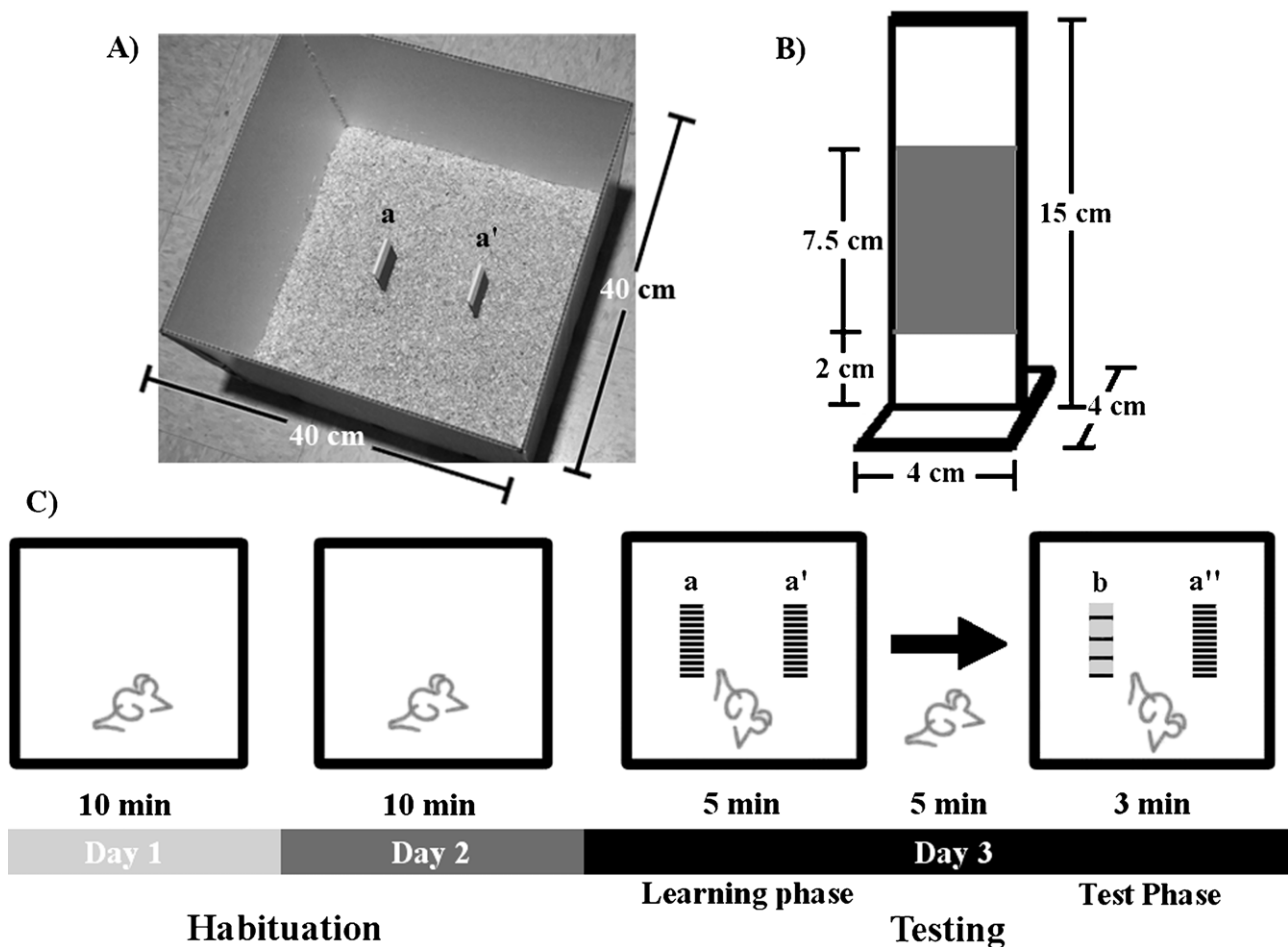 A)
a
a'
40 cm
40 cm
B)
15 cm
7.5 cm
2 cm
4 cm
4 cm
C)
a a' b a''
10 min 10 min 5 min 5 min 3 min
Day 1 Day 2 Day 3
Learning phase Test Phase
Habituation Testing